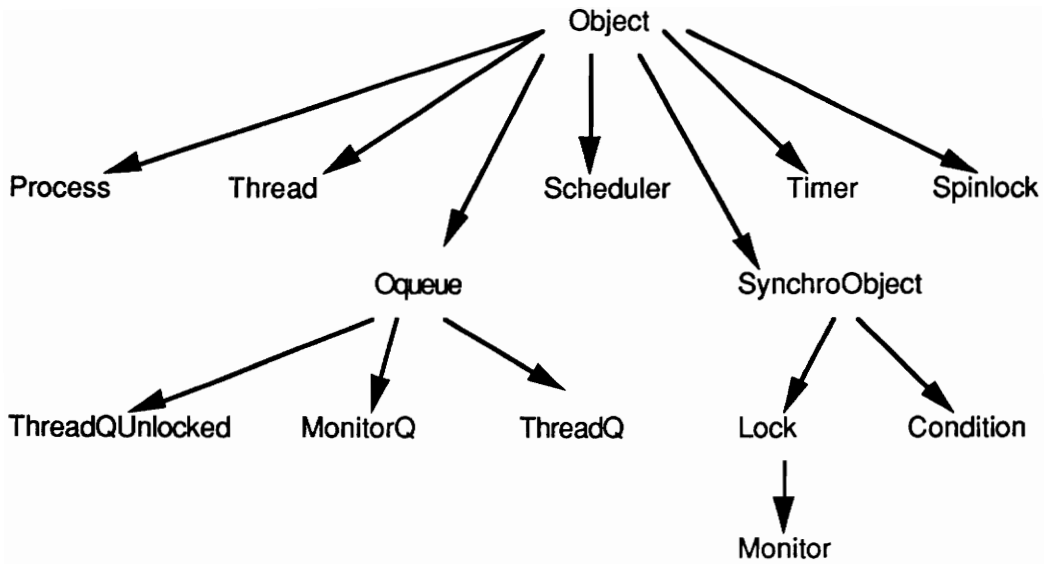 Object
Process Thread Scheduler Timer Spinlock
Oqueue SynchroObject
ThreadQUnlocked MonitorQ ThreadQ Lock Condition
Monitor